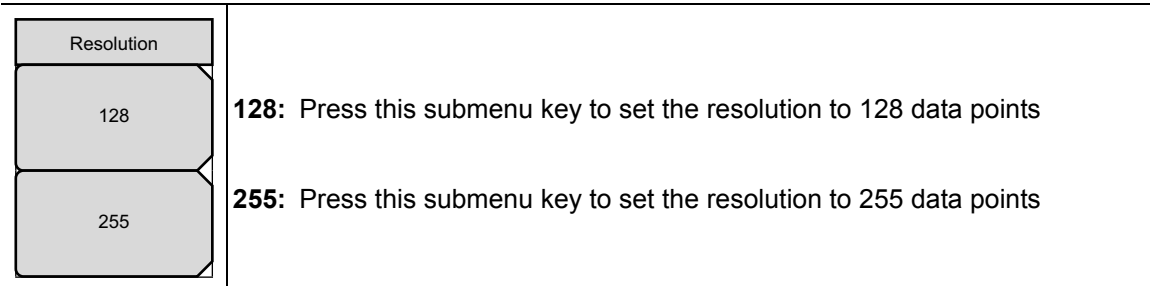 Resolution
128
128: Press this submenu key to set the resolution to 128 data points
255
255: Press this submenu key to set the resolution to 255 data points